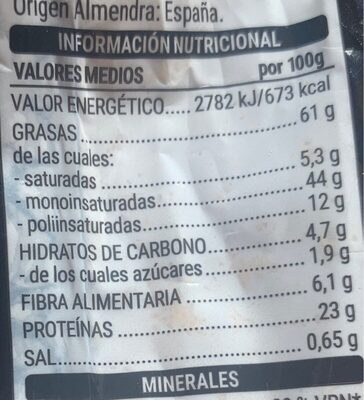 Origen Almendra: España.
INFORMACIÓN NUTRICIONAL
VALORES MEDIOS por 100g
VALOR ENERGÉTICO..... 2782 kJ/673 kcal
GRASAS ........ 61 g
de las cuales:
- saturadas ........ 5,3 g
- monoinsaturadas........ 44 g
- poliinsaturadas........ 12 g
HIDRATOS DE CARBONO........ 4,7 g
- de los cuales azúcares........ 1,9 g
FIBRA ALIMENTARIA ........ 6,1 g
PROTEÍNAS ........ 23 g
SAL........ 0,65 g
MINERALES
% VRN*